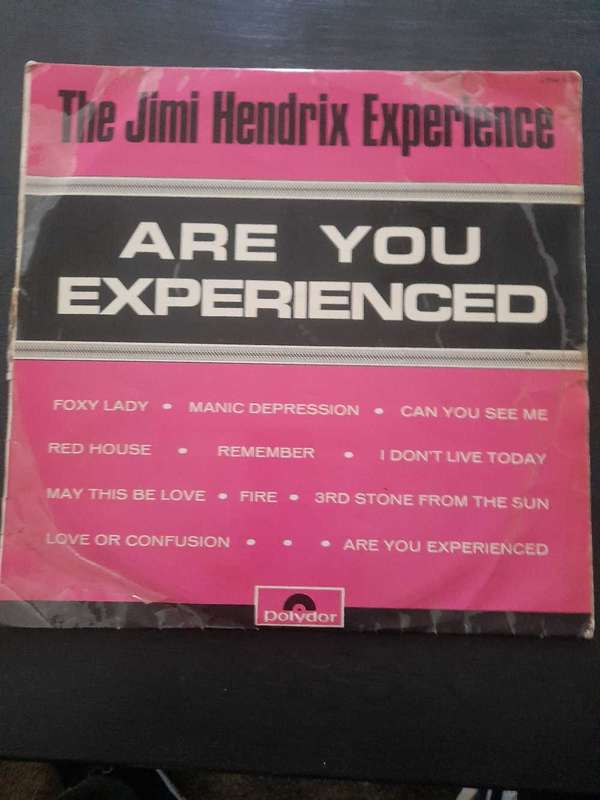 The Jimi Hendrix Experience
ARE YOU
EXPERIENCED
FOXY LADY • MANIC DEPRESSION • CAN YOU SEE ME
RED HOUSE • REMEMBER • I DON'T LIVE TODAY
MAY THIS BE LOVE • FIRE • 3RD STONE FROM THE SUN
LOVE OR CONFUSION • • • ARE YOU EXPERIENCED
Polydor